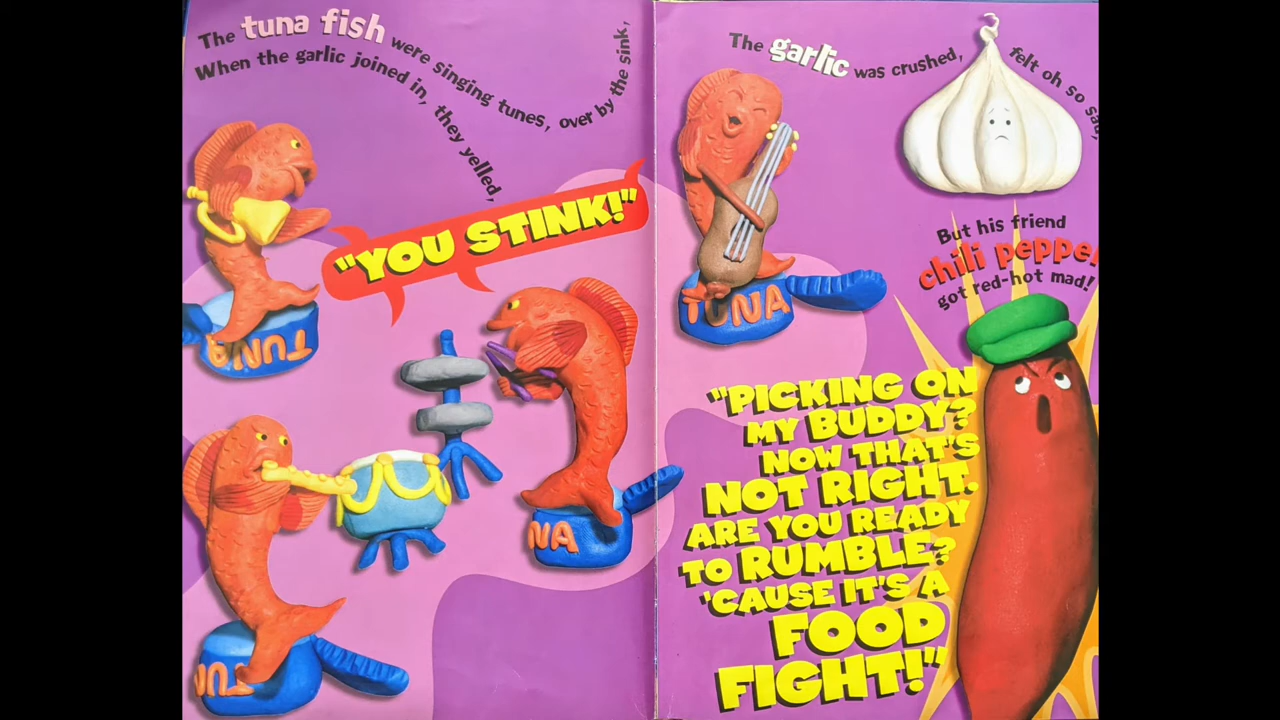 The tuna fish were singing tunes, over by the sink,
When the garlic joined in, they yelled,
"YOU STINK!"
TUNA
TU
NA
The garlic was crushed, felt oh so sad,
TUNA
But his friend
chili pepper
got red-hot mad!
"PICKING ON
MY BUDDY?
NOW THAT'S
NOT RIGHT.
ARE YOU READY
TO RUMBLE?
'CAUSE IT'S A
FOOD
FIGHT!"